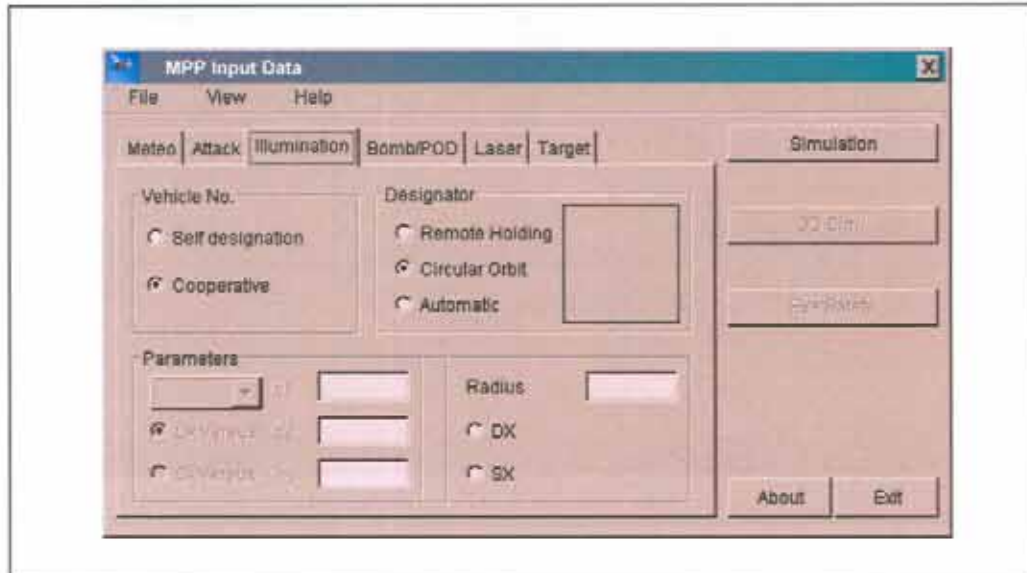 MPP Input Data
File View Help
Meteo Attack Illumination Bomb/POD Laser Target
Simulation
Vehicle No.
Self designation
Cooperative
Designator
Remote Holding
Circular Orbit
Automatic
Parameters
Radius
DX
SX
About Exit